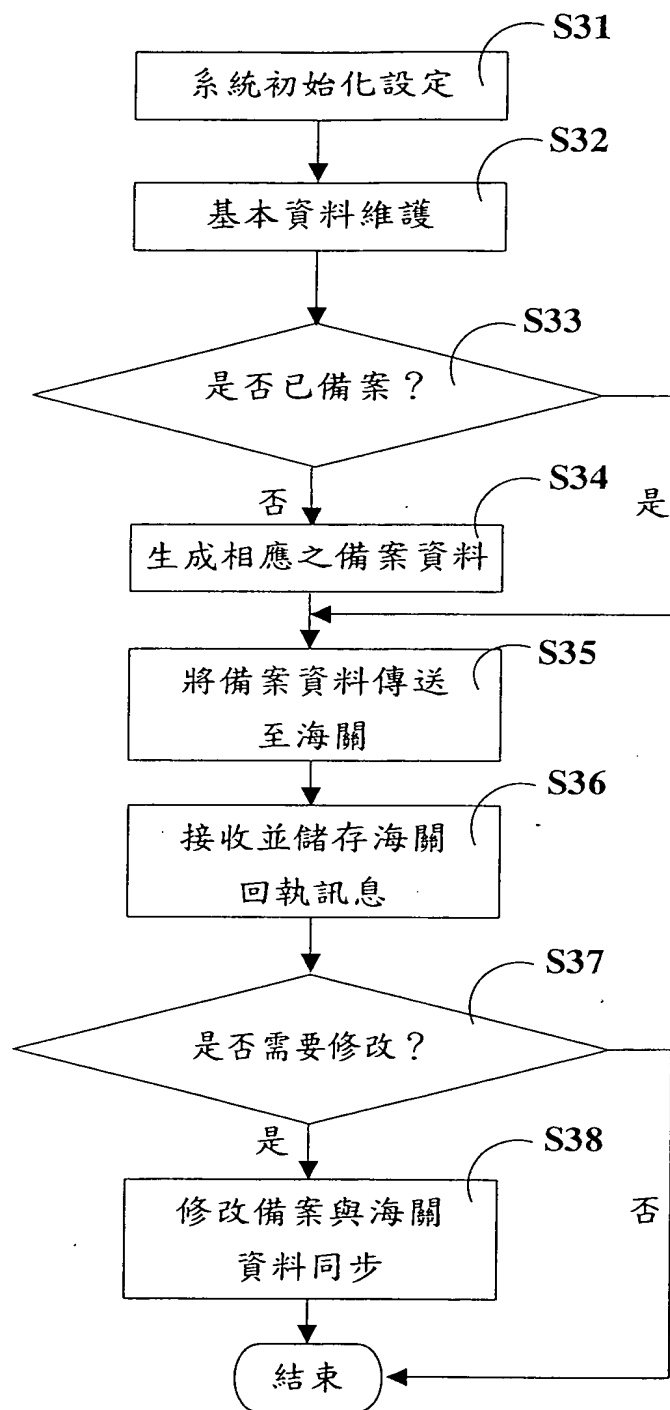 S31
系統初始化設定
S32
基本資料維護
S33
是否已備案？
S34
否
是
生成相應之備案資料
S35
將備案資料傳送
至海關
S36
接收並儲存海關
回執訊息
S37
是否需要修改？
是
S38
否
修改備案與海關
資料同步
結束